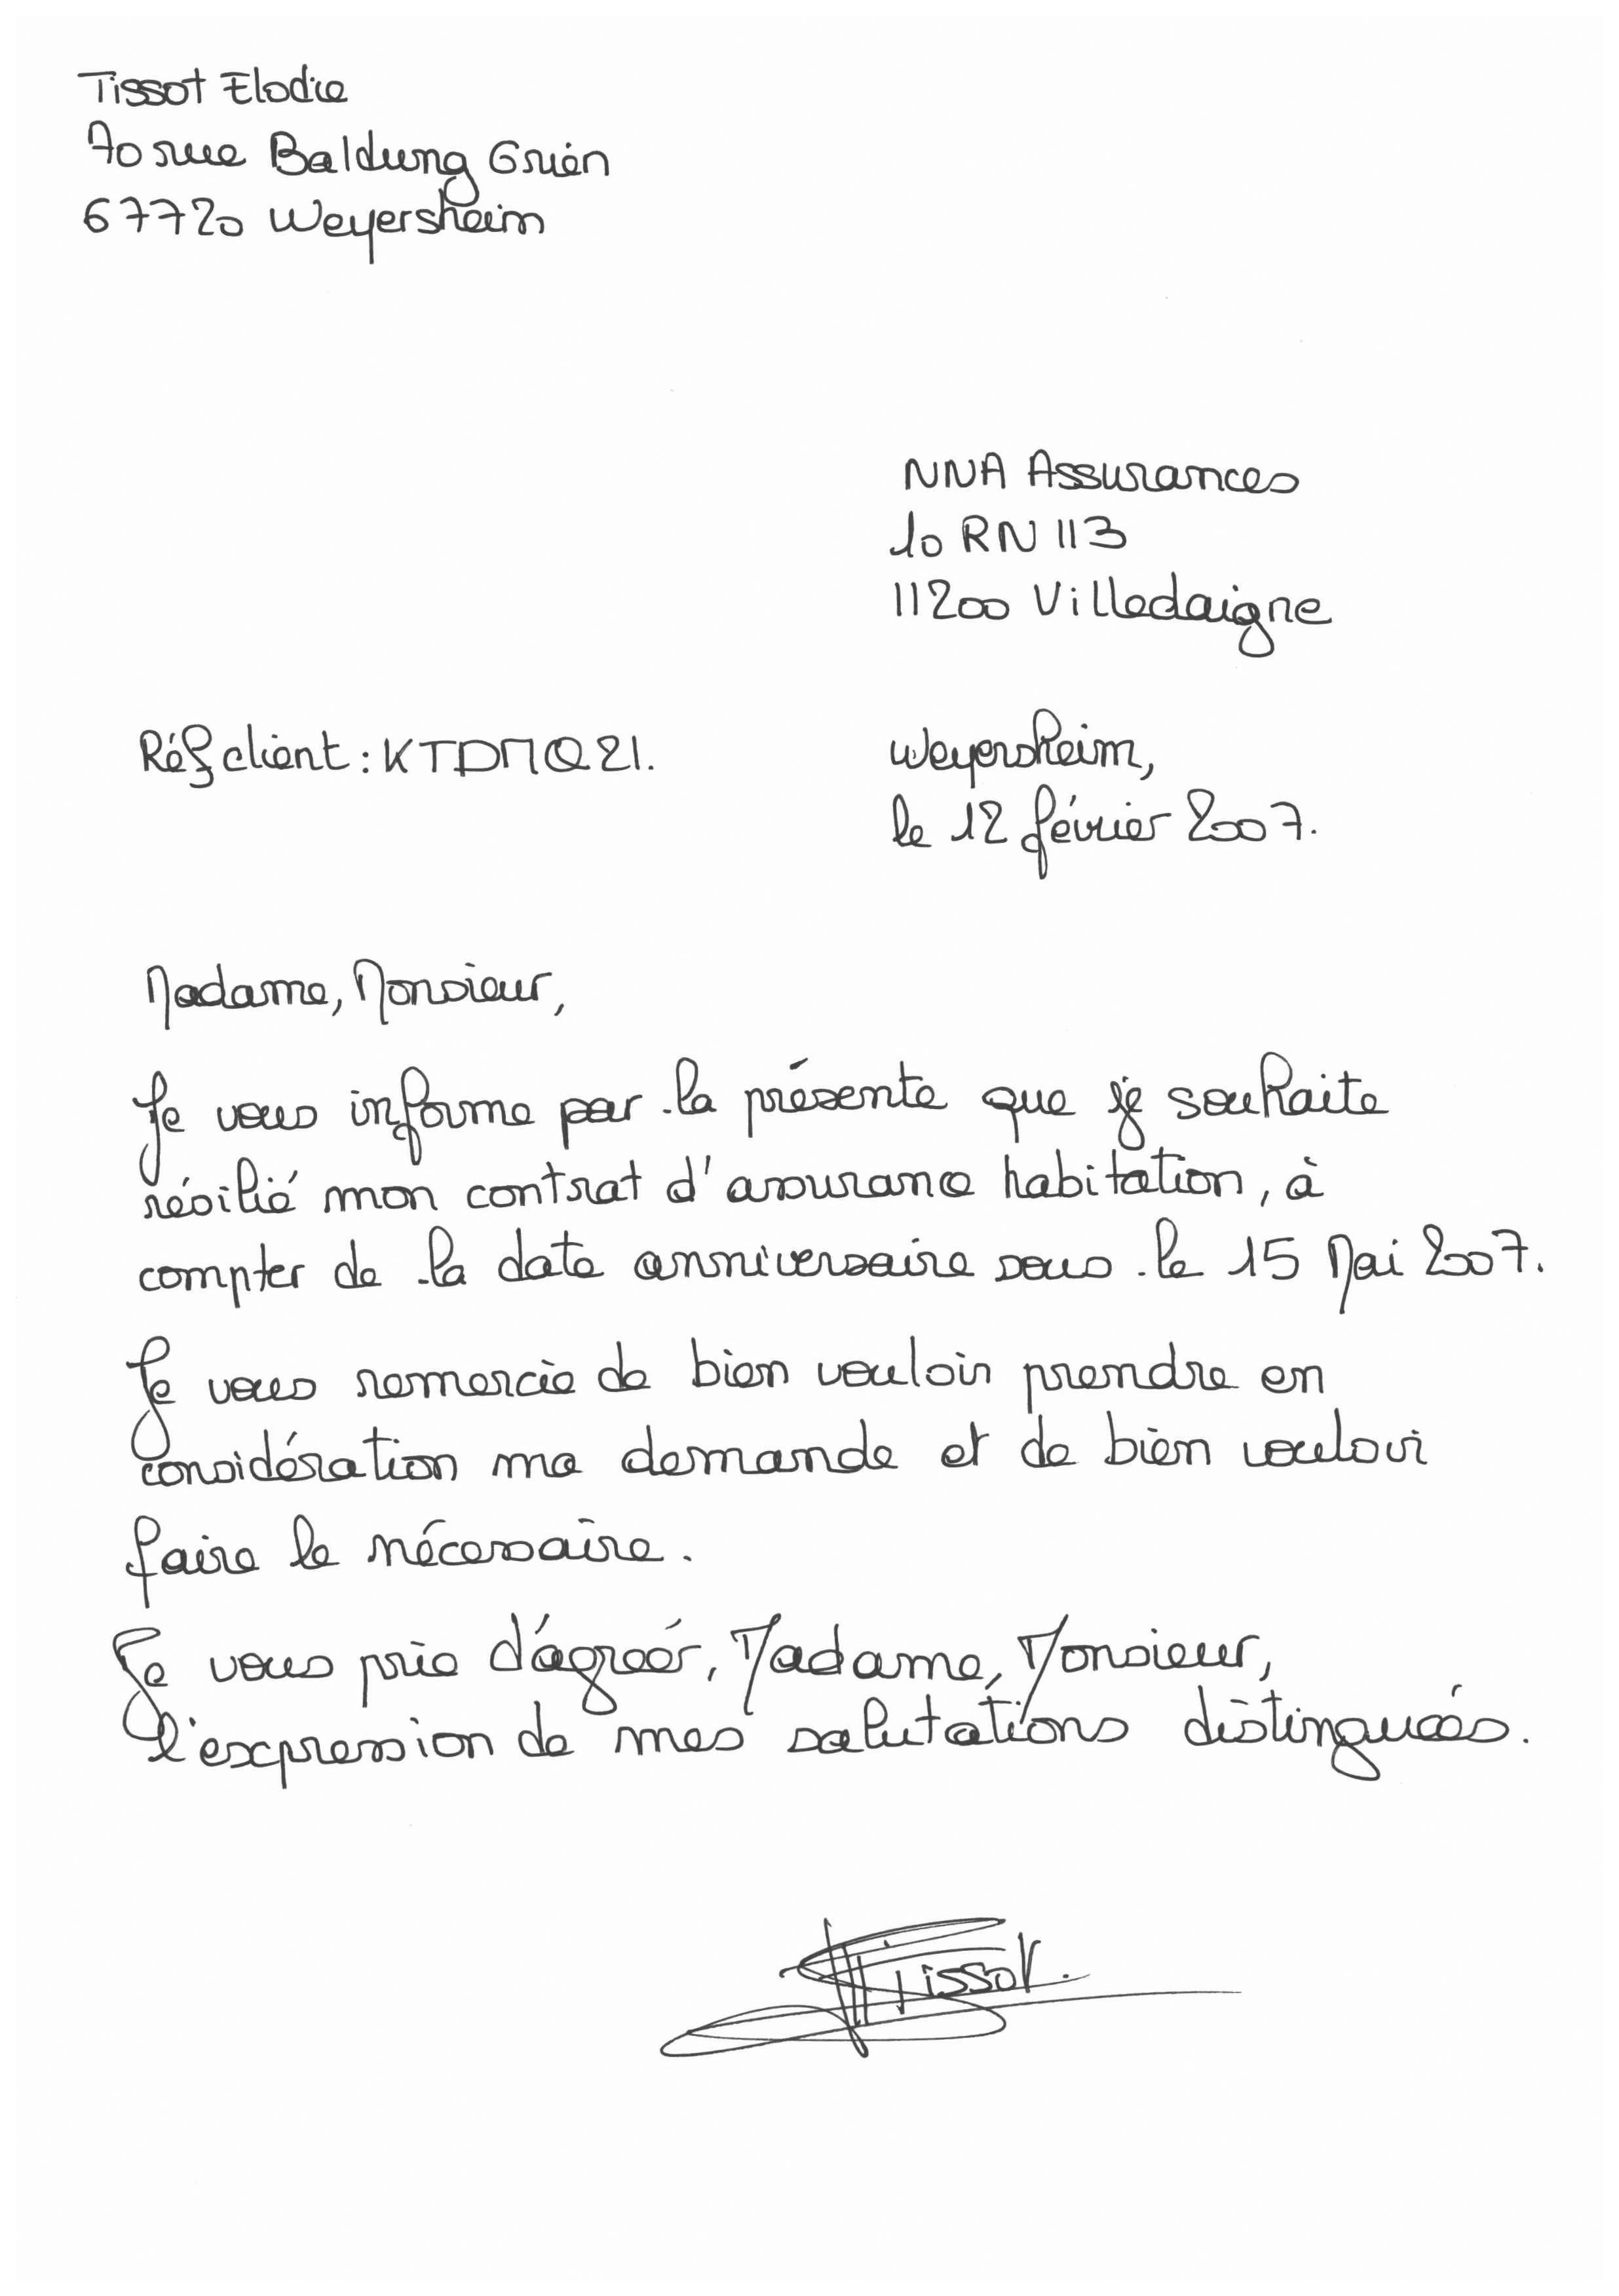 Tissot Elodie
70 rue Baldung Grien
67720 Weyersheim
NNA Assurances
10 RN 113
11200 Villedaigne
Réf client : KTDMQ21.
Weyersheim,
le 12 février 2007.
Madame, Monsieur,
Je vous informe par la présente que je souhaite
résilié mon contrat d'assurance habitation, à
compter de la date anniversaire sous le 15 Mai 2007.
Je vous remercie de bien vouloir prendre en
considération ma demande et de bien vouloir
faire le nécessaire.
Je vous prie d'agréér, Madame, Monsieur,
l'expression de mes salutations distinguées.
Tissot.